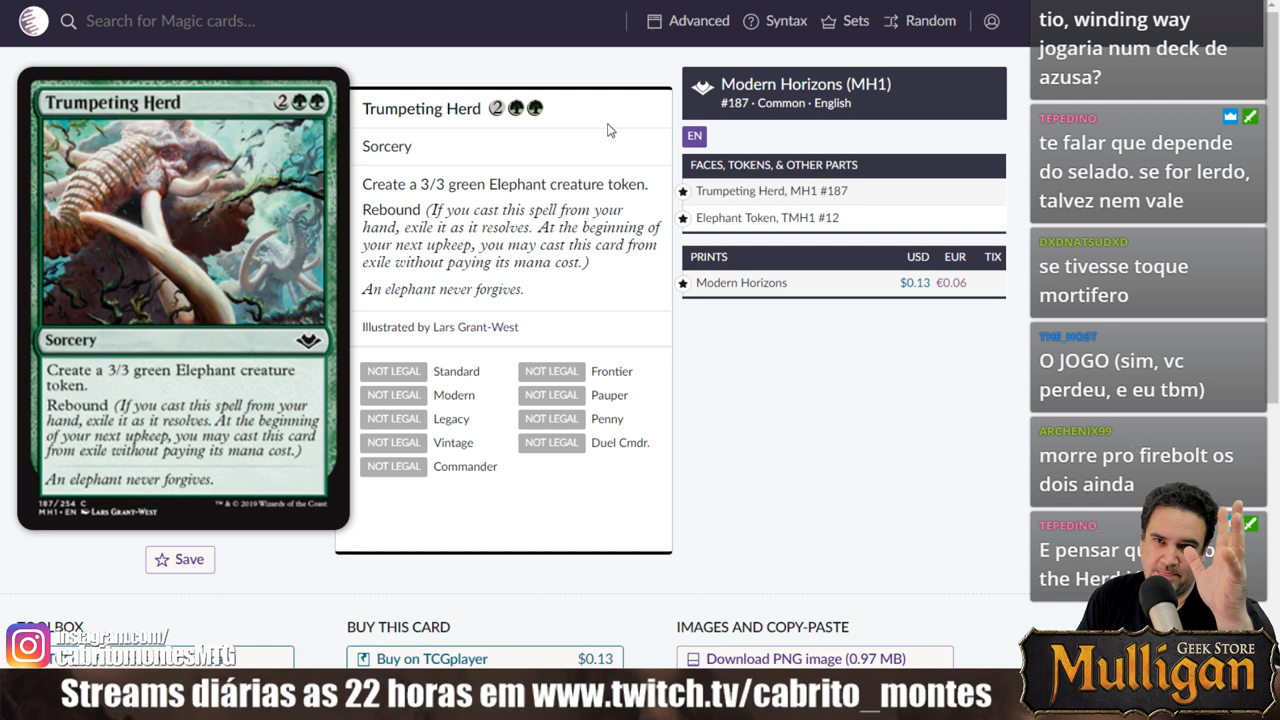 Search for Magic cards…
Advanced
Syntax
Sets
Random
Trumpeting Herd 2
Sorcery
Create a 3/3 green Elephant creature
token.
Rebound (If you cast this spell from your
hand, exile it as it resolves. At the beginning
of your next upkeep, you may cast this card
from exile without paying its mana cost.)
An elephant never forgives.
187/254 C
MH1 • EN Lars Grant-West
™ & © 2019 Wizards of the Coast
Save
Trumpeting Herd 2
Sorcery
Create a 3/3 green Elephant creature token.
Rebound (If you cast this spell from your
hand, exile it as it resolves. At the beginning of
your next upkeep, you may cast this card from
exile without paying its mana cost.)
An elephant never forgives.
Illustrated by Lars Grant-West
NOT LEGAL Standard NOT LEGAL Frontier
NOT LEGAL Modern NOT LEGAL Pauper
NOT LEGAL Legacy NOT LEGAL Penny
NOT LEGAL Vintage NOT LEGAL Duel Cmdr.
NOT LEGAL Commander
Modern Horizons (MH1)
#187 · Common · English
EN
FACES, TOKENS, & OTHER PARTS
Trumpeting Herd, MH1 #187
Elephant Token, TMH1 #12
PRINTS USD EUR TIX
Modern Horizons $0.13 €0.06
BUY THIS CARD
Buy on TCGplayer $0.13
IMAGES AND COPY-PASTE
Download PNG image (0.97 MB)
tio, winding way
jogaria num deck de
azusa?
TEPEDINO
te falar que depende
do selado. se for lerdo,
talvez nem vale
DXDNATSUDXD
se tivesse toque
mortifero
THE_HOST
O JOGO (sim, vc
perdeu, e eu tbm)
ARCHENIX99
morre pro firebolt os
dois ainda
TEPEDINO
E pensar
the Herd
instagram.com/
cabritomontesMTG
GEEK STORE
Mulligan
Streams diárias as 22 horas em www.twitch.tv/cabrito_montes